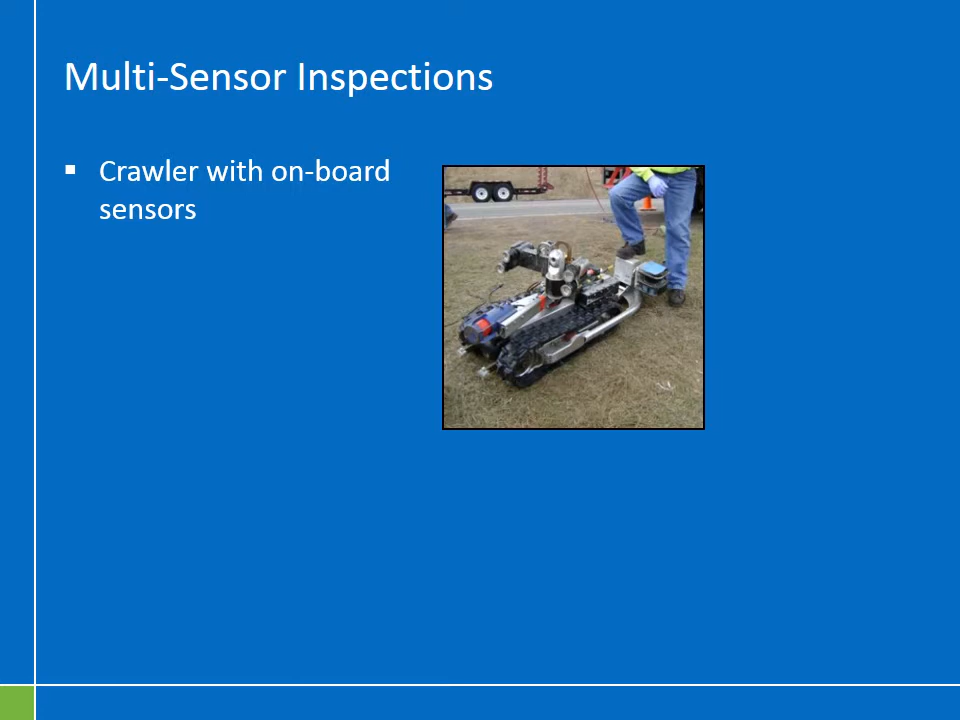 Multi-Sensor Inspections
▪ Crawler with on-board
sensors